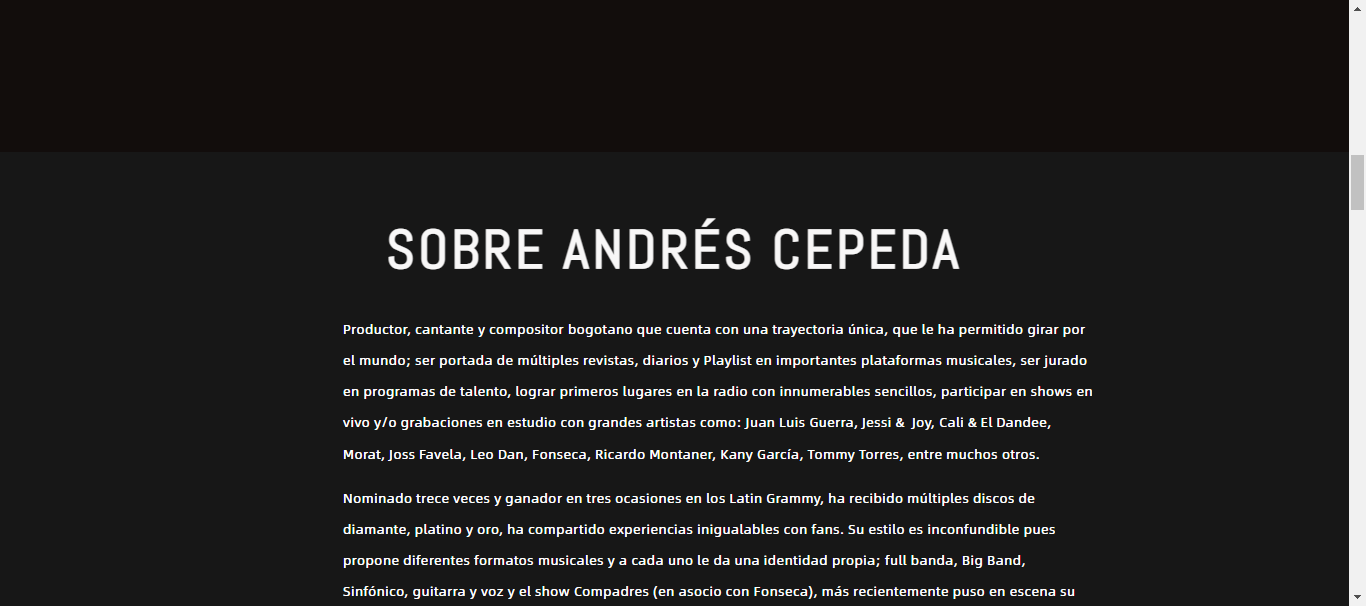 SOBRE ANDRÉS CEPEDA
Productor, cantante y compositor bogotano que cuenta con una trayectoria única, que le ha permitido girar por
el mundo; ser portada de múltiples revistas, diarios y Playlist en importantes plataformas musicales, ser jurado
en programas de talento, lograr primeros lugares en la radio con innumerables sencillos, participar en shows en
vivo y/o grabaciones en estudio con grandes artistas como: Juan Luis Guerra, Jessi &  Joy, Cali & El Dandee,
Morat, Joss Favela, Leo Dan, Fonseca, Ricardo Montaner, Kany García, Tommy Torres, entre muchos otros.
Nominado trece veces y ganador en tres ocasiones en los Latin Grammy, ha recibido múltiples discos de
diamante, platino y oro, ha compartido experiencias inigualables con fans. Su estilo es inconfundible pues
propone diferentes formatos musicales y a cada uno le da una identidad propia; full banda, Big Band,
Sinfónico, guitarra y voz y el show Compadres (en asocio con Fonseca), más recientemente puso en escena su